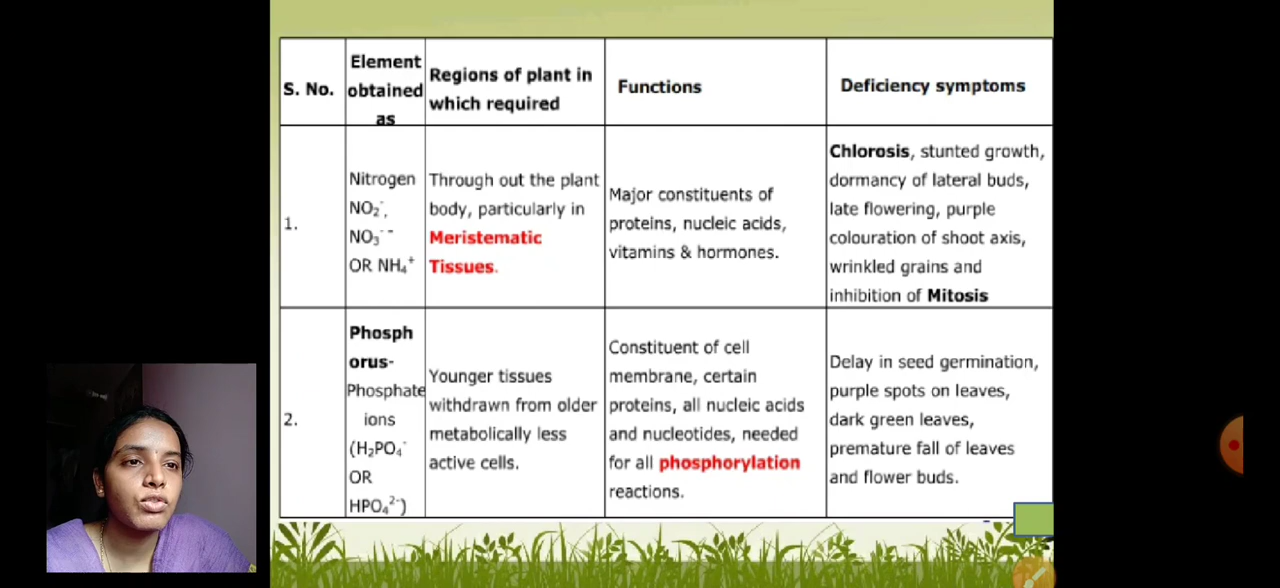 S. No.
Element
obtained
as
Regions of plant in
which required
Functions
Deficiency symptoms
1.
Nitrogen
NO₂⁻,
NO₃⁻⁻
OR NH₄⁺
Through out the plant
body, particularly in
Meristematic
Tissues.
Major constituents of
proteins, nucleic acids,
vitamins & hormones.
Chlorosis, stunted growth,
dormancy of lateral buds,
late flowering, purple
colouration of shoot axis,
wrinkled grains and
inhibition of Mitosis
2.
Phosph
orus-
Phosphate
ions
(H₂PO₄⁻
OR
HPO₄²⁻)
Younger tissues
withdrawn from older
metabolically less
active cells.
Constituent of cell
membrane, certain
proteins, all nucleic acids
and nucleotides, needed
for all phosphorylation
reactions.
Delay in seed germination,
purple spots on leaves,
dark green leaves,
premature fall of leaves
and flower buds.